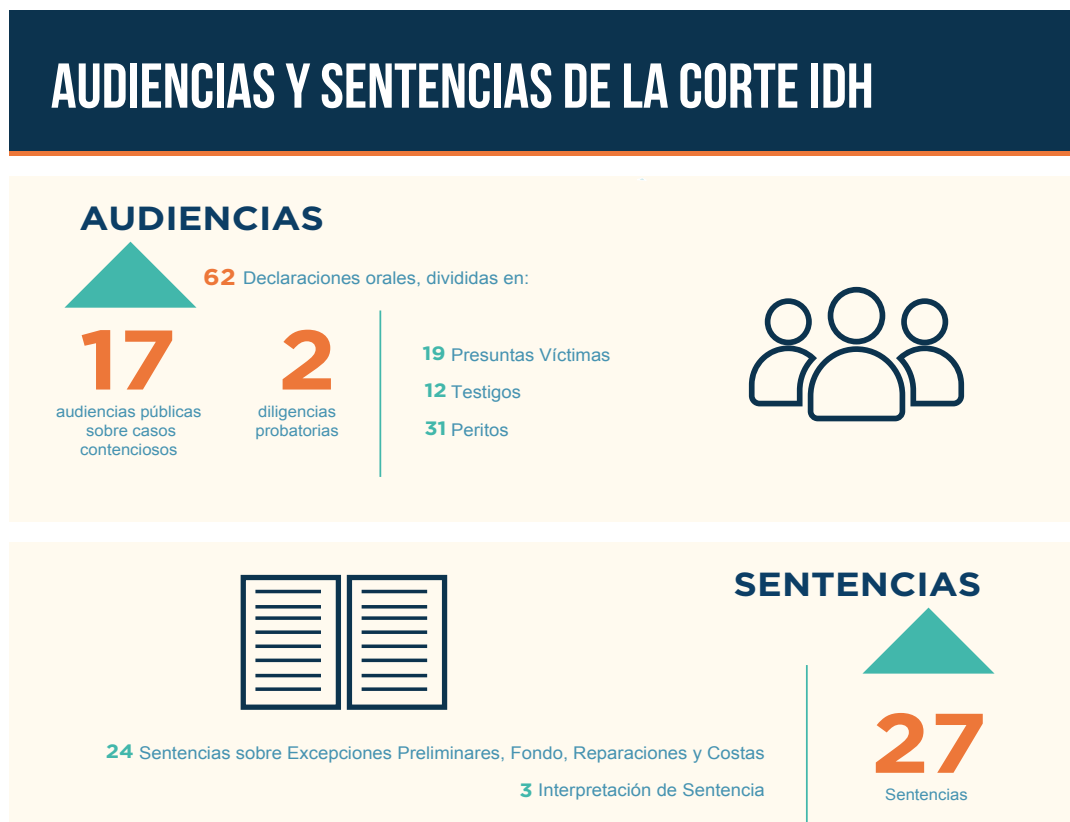 AUDIENCIAS Y SENTENCIAS DE LA CORTE IDH
AUDIENCIAS
62 Declaraciones orales, divididas en:
17
audiencias públicas
sobre casos
contenciosos
2
diligencias
probatorias
19 Presuntas Víctimas
12 Testigos
31 Peritos
SENTENCIAS
27
Sentencias
24 Sentencias sobre Excepciones Preliminares, Fondo, Reparaciones y Costas
3 Interpretación de Sentencia